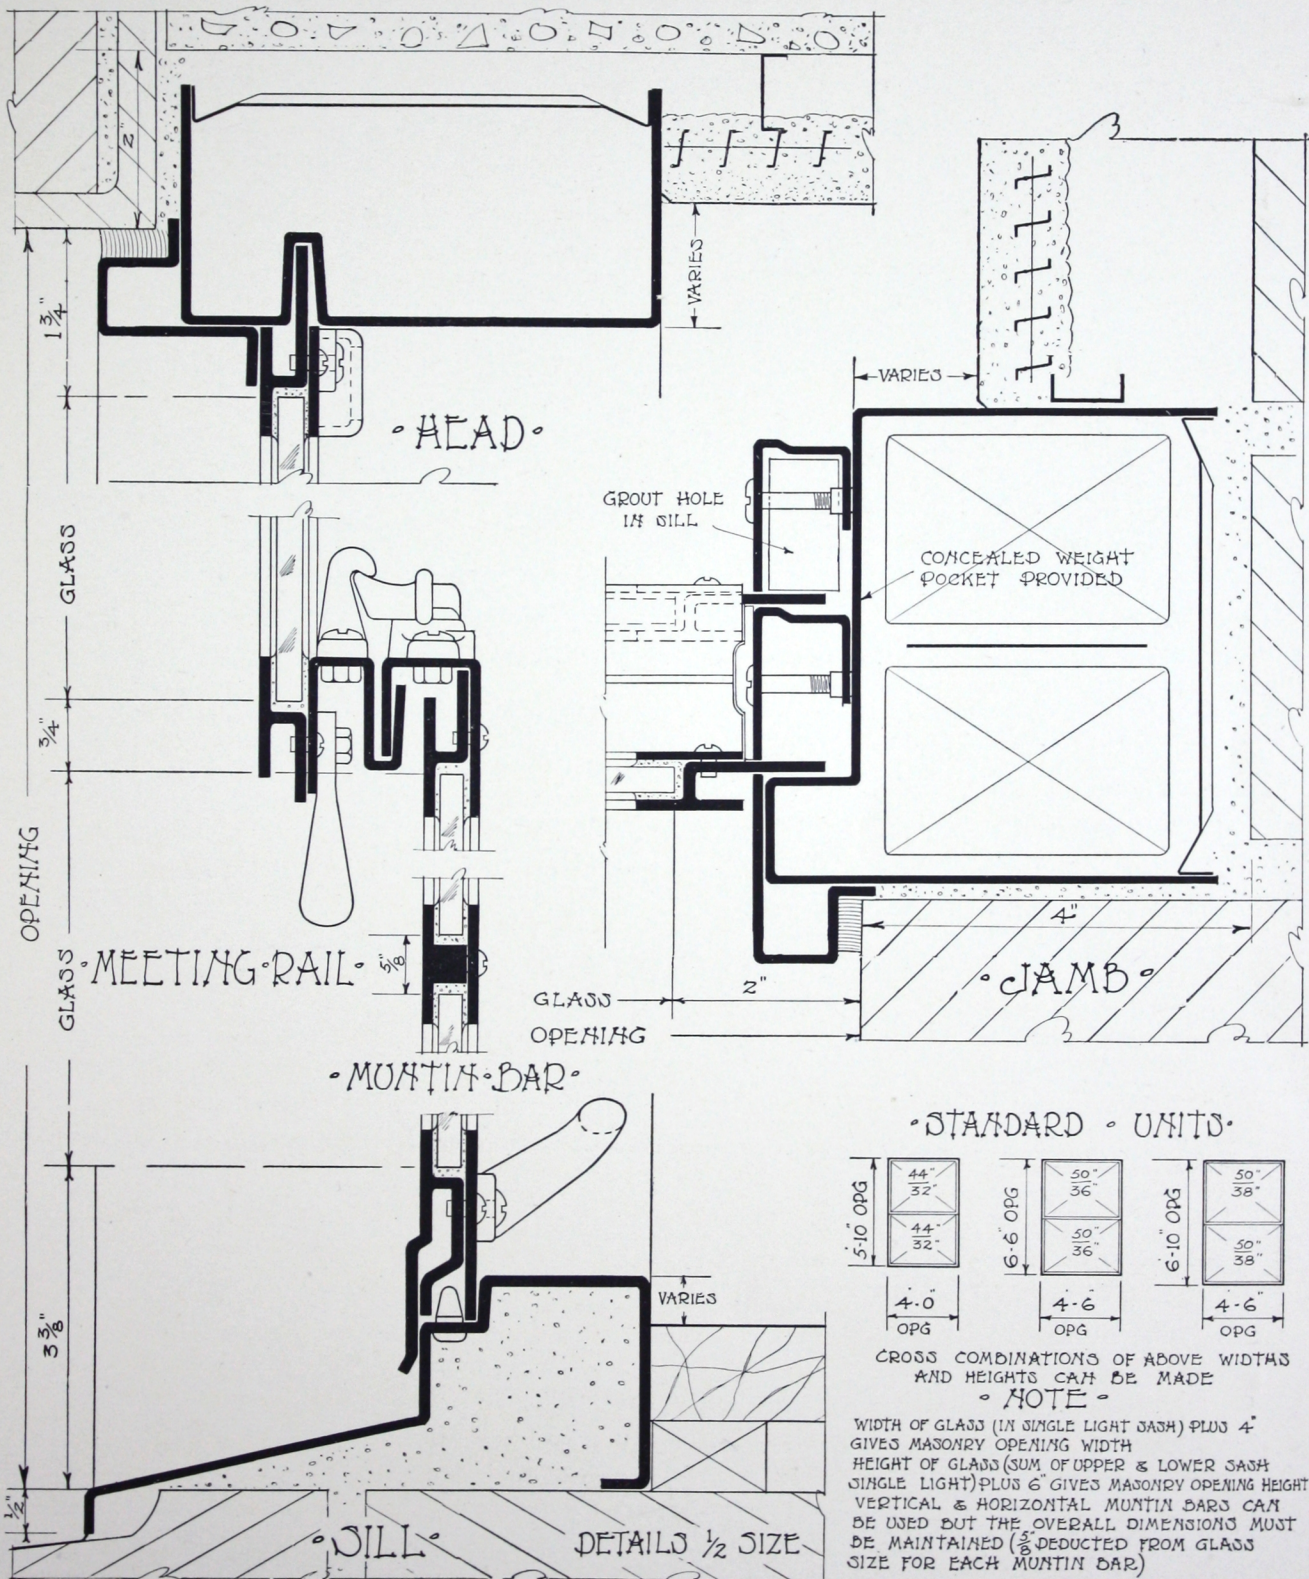 2"
1 3/4"
VARIES
· HEAD ·
VARIES
GROUT HOLE
IN SILL
CONCEALED WEIGHT
POCKET PROVIDED
GLASS
3/4"
OPENING
GLASS
· MEETING · RAIL ·
5/8"
4"
· JAMB ·
GLASS
2"
OPENING
· MUNTIN · BAR ·
3 3/8"
VARIES
1/2"
· SILL ·
DETAILS 1/2 SIZE
· STANDARD · UNITS ·
5'-10" OPG
44"
32"
44"
32"
4'-0"
OPG
6'-6" OPG
50"
36"
50"
36"
4'-6"
OPG
6'-10" OPG
50"
38"
50"
38"
4'-6"
OPG
CROSS COMBINATIONS OF ABOVE WIDTHS
AND HEIGHTS CAN BE MADE
· NOTE ·
WIDTH OF GLASS (IN SINGLE LIGHT SASH) PLUS 4"
GIVES MASONRY OPENING WIDTH
HEIGHT OF GLASS (SUM OF UPPER & LOWER SASH
SINGLE LIGHT) PLUS 6" GIVES MASONRY OPENING HEIGHT
VERTICAL & HORIZONTAL MUNTIN BARS CAN
BE USED BUT THE OVERALL DIMENSIONS MUST
BE MAINTAINED (5/8" DEDUCTED FROM GLASS
SIZE FOR EACH MUNTIN BAR)